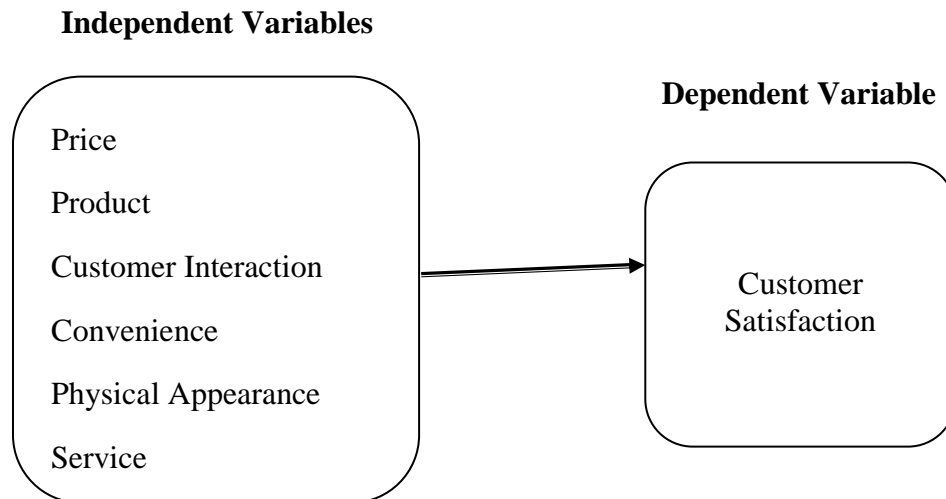 Independent Variables
Price
Product
Customer Interaction
Convenience
Physical Appearance
Service
Dependent Variable
Customer
Satisfaction